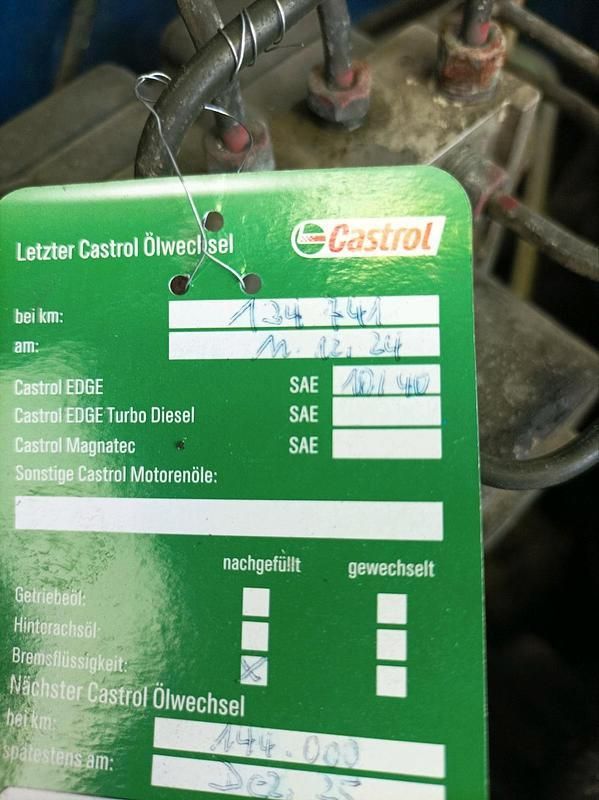 Letzter Castrol Ölwechsel
Castrol
bei km: 134 741
am: 11.12.24
Castrol EDGE SAE 10/40
Castrol EDGE Turbo Diesel SAE
Castrol Magnatec SAE
Sonstige Castrol Motorenöle:
nachgefüllt gewechselt
Getriebeöl:
Hinterachsöl:
Bremsflüssigkeit: X
Nächster Castrol Ölwechsel
bei km: 144.000
spätestens am: Dez. 25